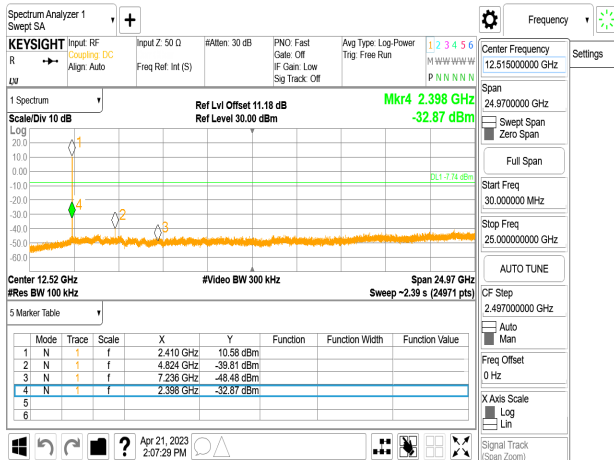 Spectrum Analyzer 1
Swept SA
Frequency
KEYSIGHT Input: RF Input Z: 50 Ω #Atten: 30 dB PNO: Fast Avg Type: Log-Power 1 2 3 4 5 6
R Coupling: DC Gate: Off Trig: Free Run M W W W W W
Align: Auto Freq Ref: Int (S) IF Gain: Low
Sig Track: Off P N N N N N
LXI
1 Spectrum
Ref Lvl Offset 11.18 dB
Mkr4 2.398 GHz
Scale/Div 10 dB Ref Level 30.00 dBm -32.87 dBm
Log
20.0
10.0
0.00
-10.0
-20.0
-30.0
-40.0
-50.0
-60.0
1
2
3
4
DL1 -7.74 dBm
Center 12.52 GHz #Video BW 300 kHz Span 24.97 GHz
#Res BW 100 kHz Sweep ~2.39 s (24971 pts)
5 Marker Table
Mode Trace Scale X Y Function Function Width Function Value
1 N 1 f 2.410 GHz 10.58 dBm
2 N 1 f 4.824 GHz -39.81 dBm
3 N 1 f 7.236 GHz -48.48 dBm
4 N 1 f 2.398 GHz -32.87 dBm
5
6
Apr 21, 2023
2:07:29 PM
Center Frequency
12.515000000 GHz
Settings
Span
24.9700000 GHz
Swept Span
Zero Span
Full Span
Start Freq
30.000000 MHz
Stop Freq
25.000000000 GHz
AUTO TUNE
CF Step
2.497000000 GHz
Auto
Man
Freq Offset
0 Hz
X Axis Scale
Log
Lin
Signal Track
(Span Zoom)